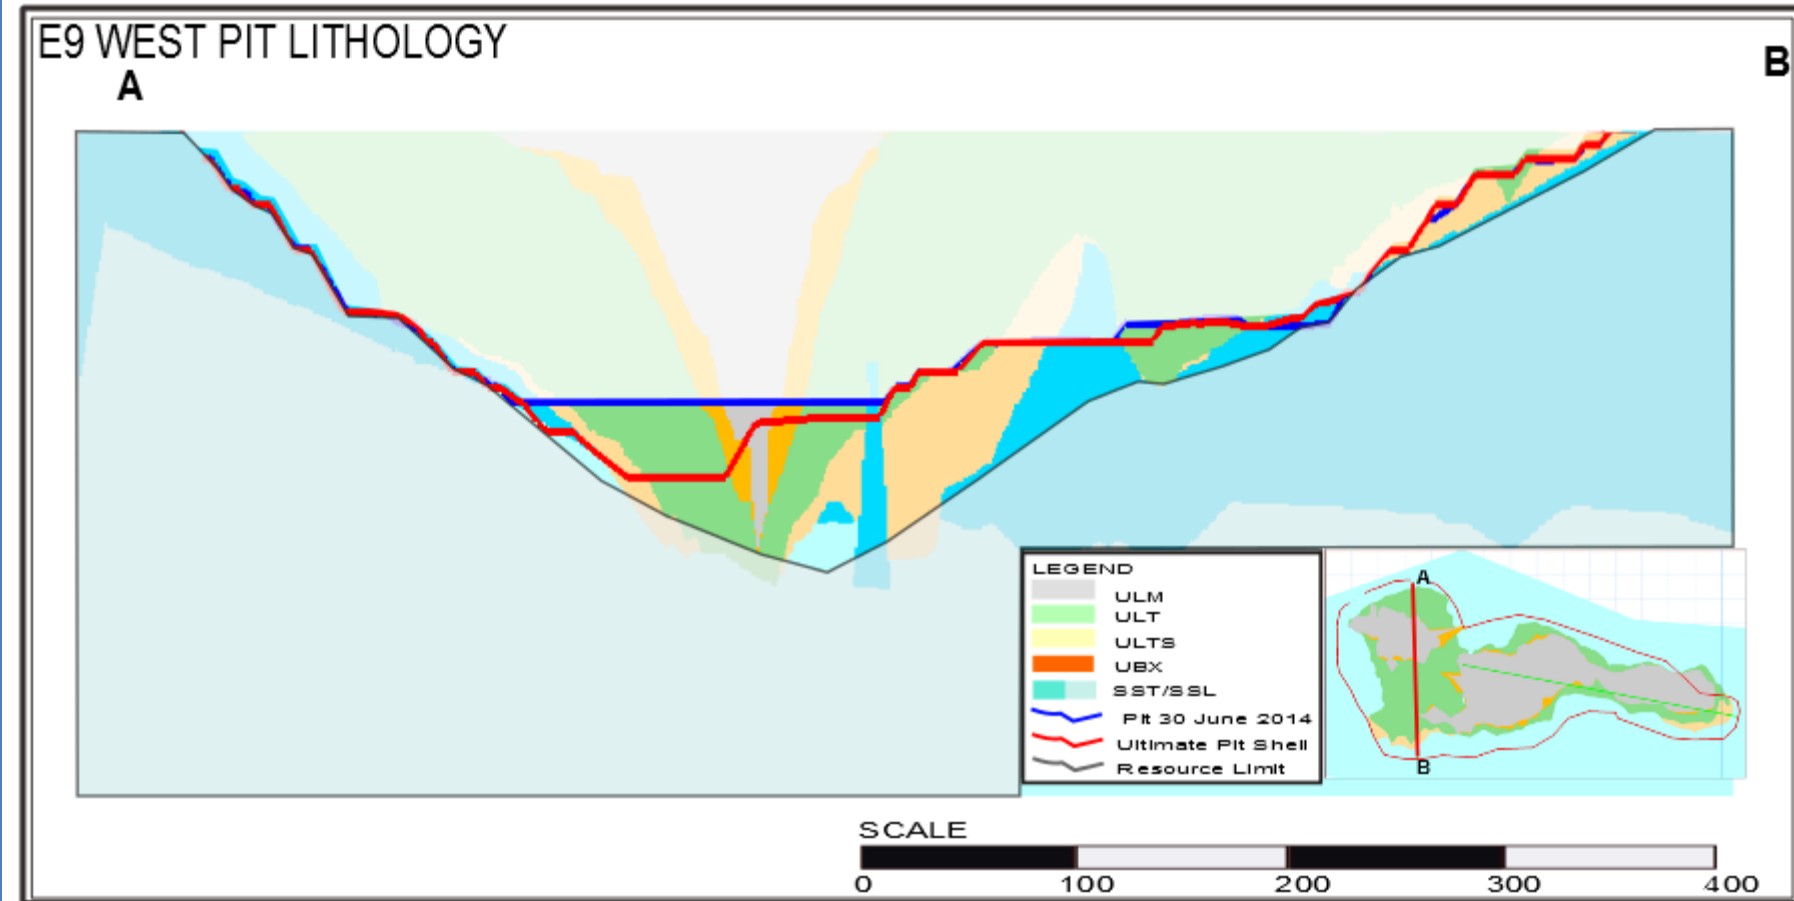 E9 WEST PIT LITHOLOGY
A
B
LEGEND
ULM
ULT
ULTS
UBX
SST/SSL
Pit 30 June 2014
Ultimate Pit Shell
Resource Limit
A
B
SCALE
0 100 200 300 400